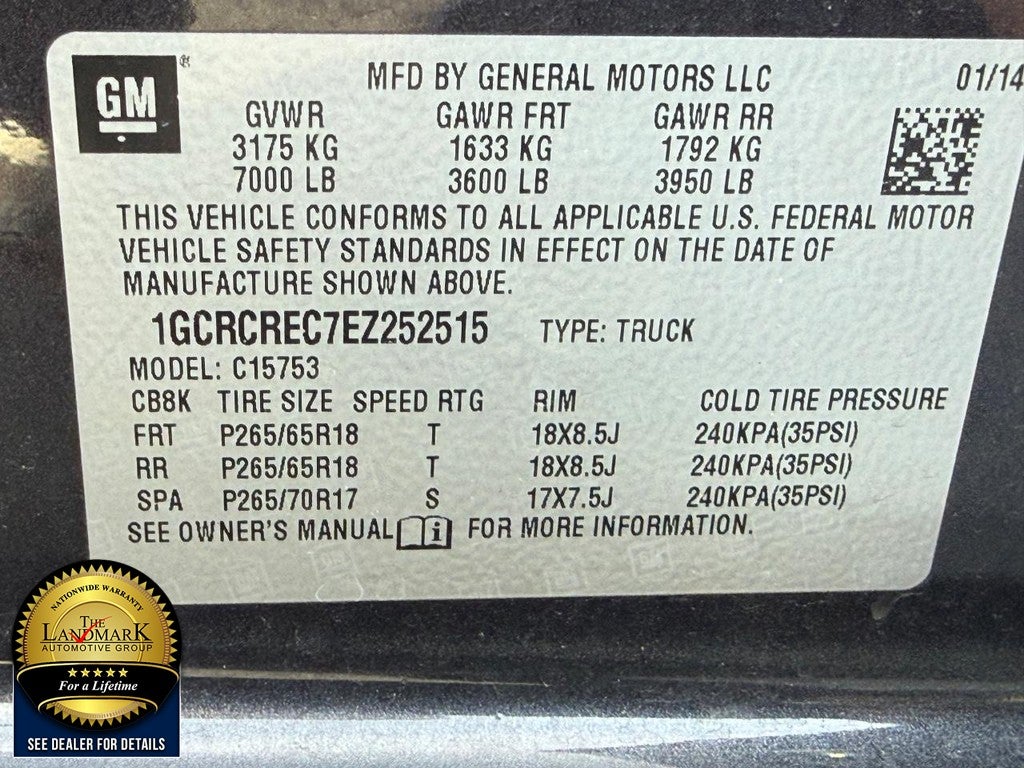 GM®
MFD BY GENERAL MOTORS LLC 01/14
GVWR GAWR FRT GAWR RR
3175 KG 1633 KG 1792 KG
7000 LB 3600 LB 3950 LB
THIS VEHICLE CONFORMS TO ALL APPLICABLE U.S. FEDERAL MOTOR
VEHICLE SAFETY STANDARDS IN EFFECT ON THE DATE OF
MANUFACTURE SHOWN ABOVE.
1GCRCREC7EZ252515 TYPE: TRUCK
MODEL: C15753
CB8K TIRE SIZE SPEED RTG RIM COLD TIRE PRESSURE
FRT P265/65R18 T 18X8.5J 240KPA(35PSI)
RR P265/65R18 T 18X8.5J 240KPA(35PSI)
SPA P265/70R17 S 17X7.5J 240KPA(35PSI)
SEE OWNER'S MANUAL i FOR MORE INFORMATION.
NATIONWIDE WARRANTY
THE
LANDMARK
AUTOMOTIVE GROUP
For a Lifetime
SEE DEALER FOR DETAILS